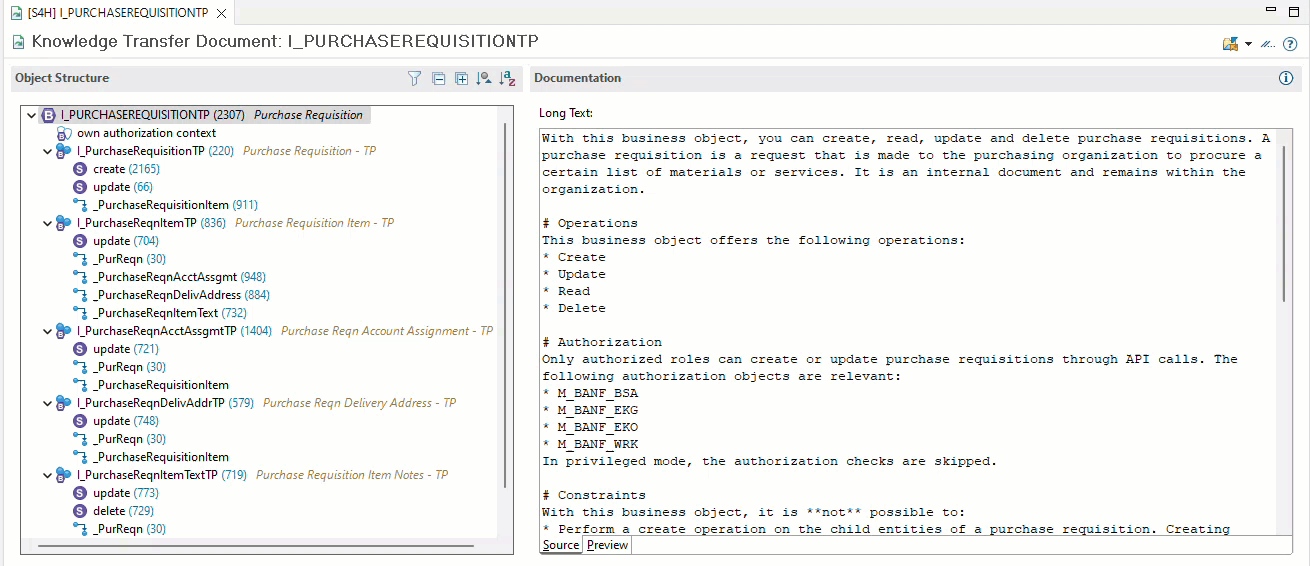 [S4H] I_PURCHASEREQUISITIONTP
Knowledge Transfer Document: I_PURCHASEREQUISITIONTP
Object Structure
I_PURCHASEREQUISITIONTP (2307) Purchase Requisition
own authorization context
I_PurchaseRequisitionTP (220) Purchase Requisition - TP
create (2165)
update (66)
_PurchaseRequisitionItem (911)
I_PurchaseReqnItemTP (836) Purchase Requisition Item - TP
update (704)
_PurReqn (30)
_PurchaseReqnAcctAssgmt (948)
_PurchaseReqnDelivAddress (884)
_PurchaseReqnItemText (732)
I_PurchaseReqnAcctAssgmtTP (1404) Purchase Reqn Account Assignment - TP
update (721)
_PurReqn (30)
_PurchaseRequisitionItem
I_PurchaseReqnDelivAddrTP (579) Purchase Reqn Delivery Address - TP
update (748)
_PurReqn (30)
_PurchaseRequisitionItem
I_PurchaseReqnItemTextTP (719) Purchase Requisition Item Notes - TP
update (773)
delete (729)
_PurReqn (30)
Documentation
Long Text:
With this business object, you can create, read, update and delete purchase requisitions. A
purchase requisition is a request that is made to the purchasing organization to procure a
certain list of materials or services. It is an internal document and remains within the
organization.
# Operations
This business object offers the following operations:
* Create
* Update
* Read
* Delete
# Authorization
Only authorized roles can create or update purchase requisitions through API calls. The
following authorization objects are relevant:
* M_BANF_BSA
* M_BANF_EKG
* M_BANF_EKO
* M_BANF_WRK
In privileged mode, the authorization checks are skipped.
# Constraints
With this business object, it is **not** possible to:
* Perform a create operation on the child entities of a purchase requisition. Creating
Source Preview